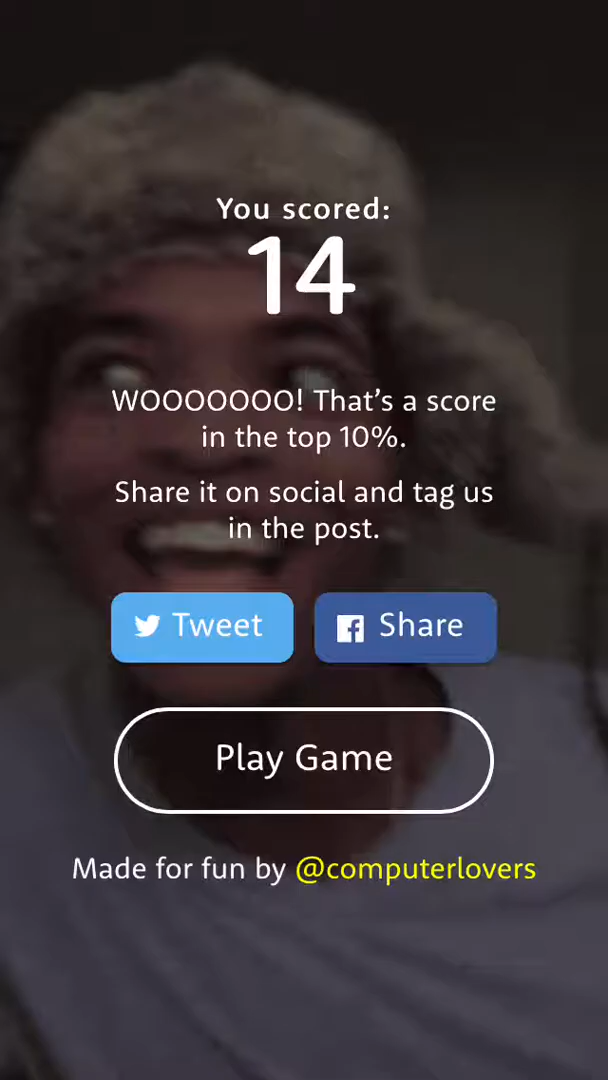 You scored:
14
WOOOOOOO! That’s a score
in the top 10%.
Share it on social and tag us
in the post.
Tweet
Share
Play Game
Made for fun by @computerlovers